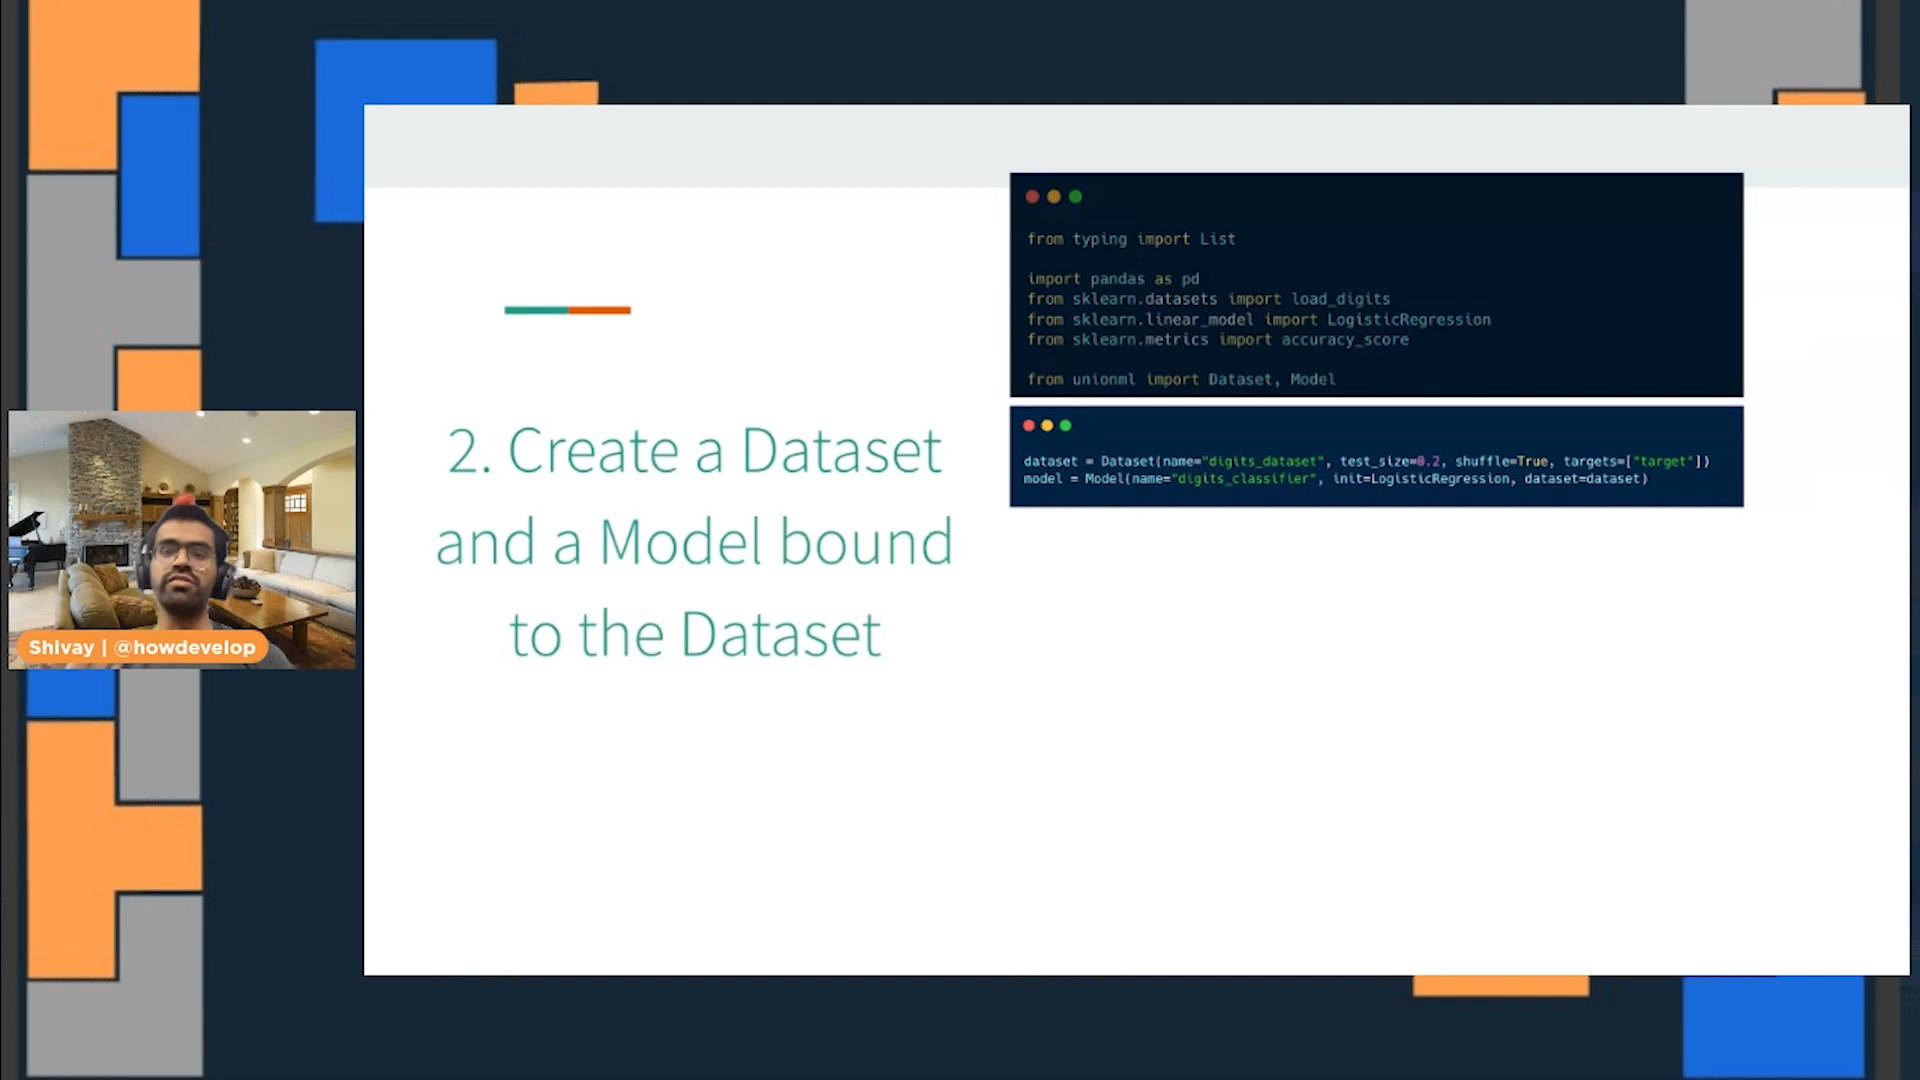 2. Create a Dataset
and a Model bound
to the Dataset
from typing import List
import pandas as pd
from sklearn.datasets import load_digits
from sklearn.linear_model import LogisticRegression
from sklearn.metrics import accuracy_score
from unionml import Dataset, Model
dataset = Dataset(name="digits_dataset", test_size=0.2, shuffle=True, targets=["target"])
model = Model(name="digits_classifier", init=LogisticRegression, dataset=dataset)
Shivay | @howdevelop